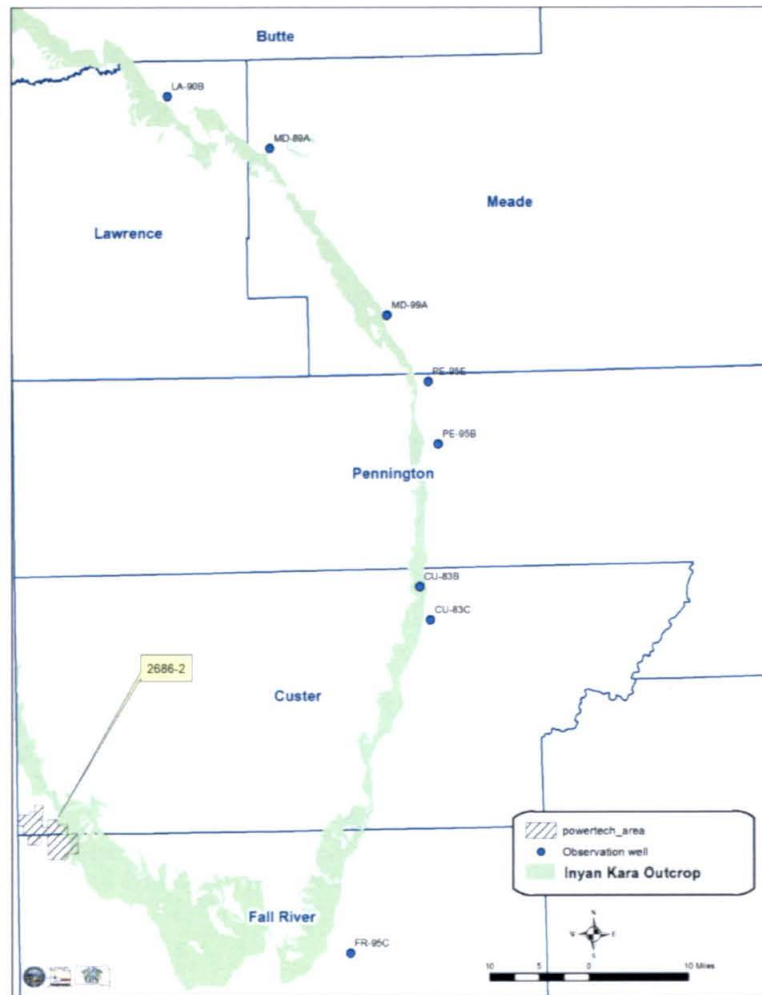 Butte
LA-90B
MD-89A
Meade
Lawrence
MD-99A
PE-95E
PE-95B
Pennington
CU-83B
CU-83C
2686-2
Custer
powertech_area
Observation well
Inyan Kara Outcrop
Fall River
FR-95C
N
W
E
S
10 5 0 10 Miles